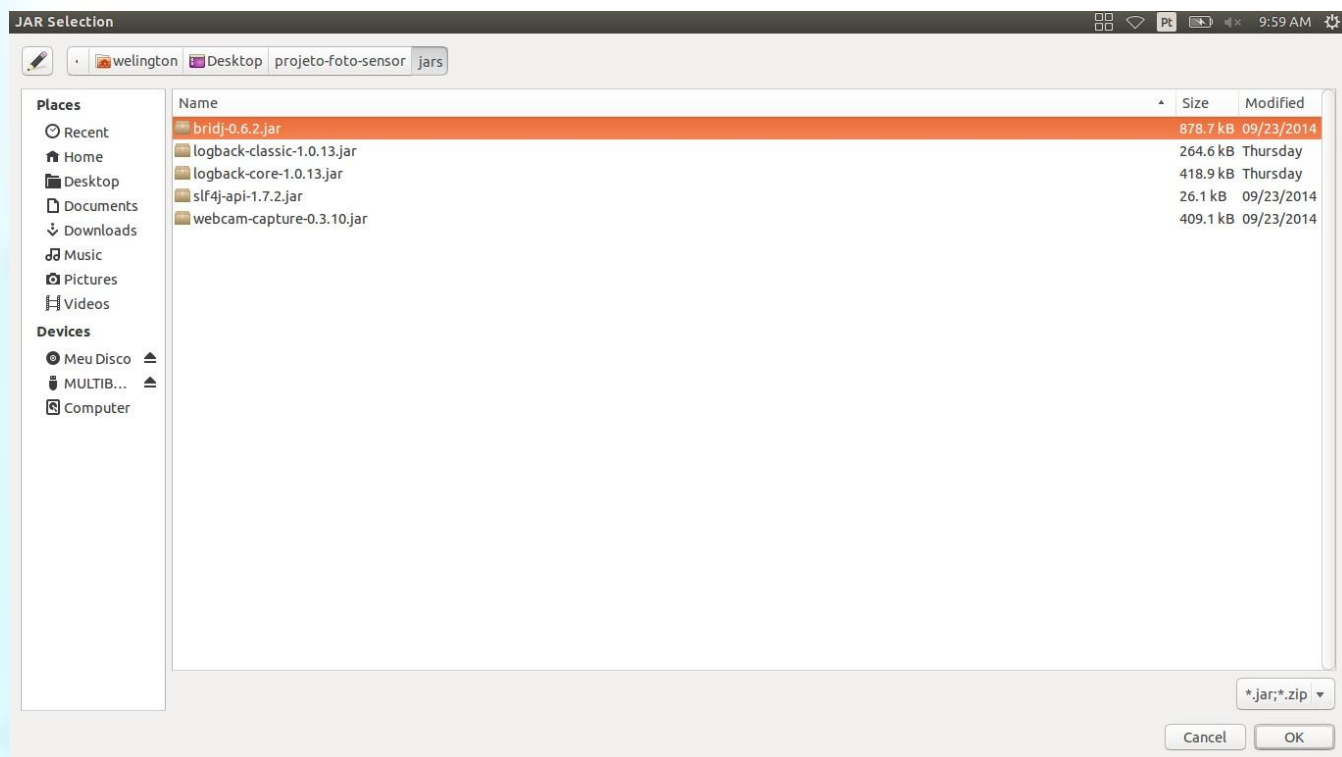 JAR Selection Pt 9:59 AM
welington Desktop projeto-foto-sensor jars
Places
Recent
Home
Desktop
Documents
Downloads
Music
Pictures
Videos
Devices
Meu Disco
MULTIB...
Computer
Name Size Modified
bridj-0.6.2.jar 878.7 kB 09/23/2014
logback-classic-1.0.13.jar 264.6 kB Thursday
logback-core-1.0.13.jar 418.9 kB Thursday
slf4j-api-1.7.2.jar 26.1 kB 09/23/2014
webcam-capture-0.3.10.jar 409.1 kB 09/23/2014
*.jar;*.zip
Cancel OK